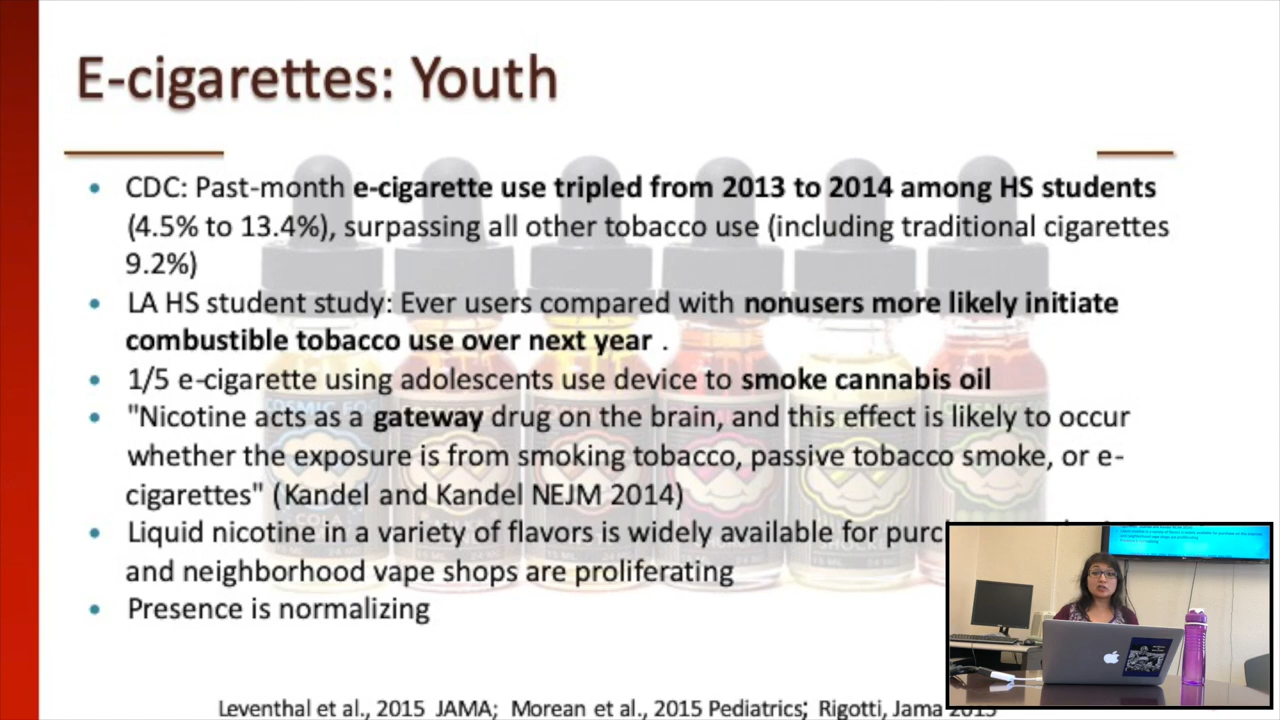 E-cigarettes: Youth
• CDC: Past-month e-cigarette use tripled from 2013 to 2014 among HS students
(4.5% to 13.4%), surpassing all other tobacco use (including traditional cigarettes
9.2%)
• LA HS student study: Ever users compared with nonusers more likely initiate
combustible tobacco use over next year .
• 1/5 e-cigarette using adolescents use device to smoke cannabis oil
• "Nicotine acts as a gateway drug on the brain, and this effect is likely to occur
whether the exposure is from smoking tobacco, passive tobacco smoke, or e-
cigarettes" (Kandel and Kandel NEJM 2014)
• Liquid nicotine in a variety of flavors is widely available for
and neighborhood vape shops are proliferating
• Presence is normalizing
Leventhal et al., 2015 JAMA; Morean et al., 2015 Pediatrics; Rigotti, Jama 2015